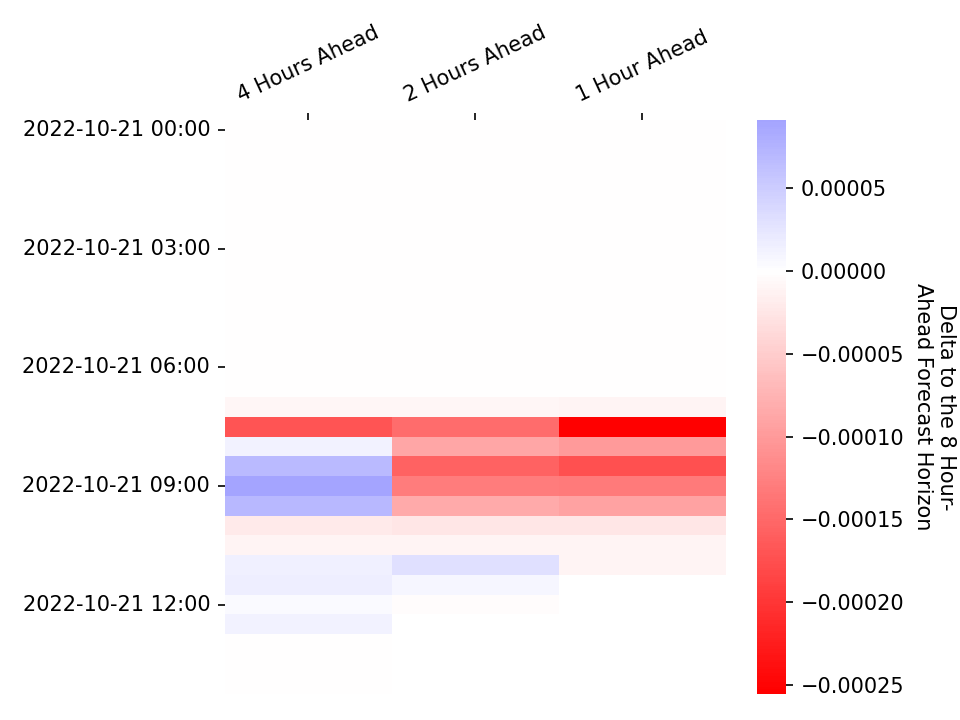 4 Hours Ahead
2 Hours Ahead
1 Hour Ahead
2022-10-21 00:00
2022-10-21 03:00
2022-10-21 06:00
2022-10-21 09:00
2022-10-21 12:00
0.00005
0.00000
−0.00005
−0.00010
−0.00015
−0.00020
−0.00025
Delta to the 8 Hour-
Ahead Forecast Horizon